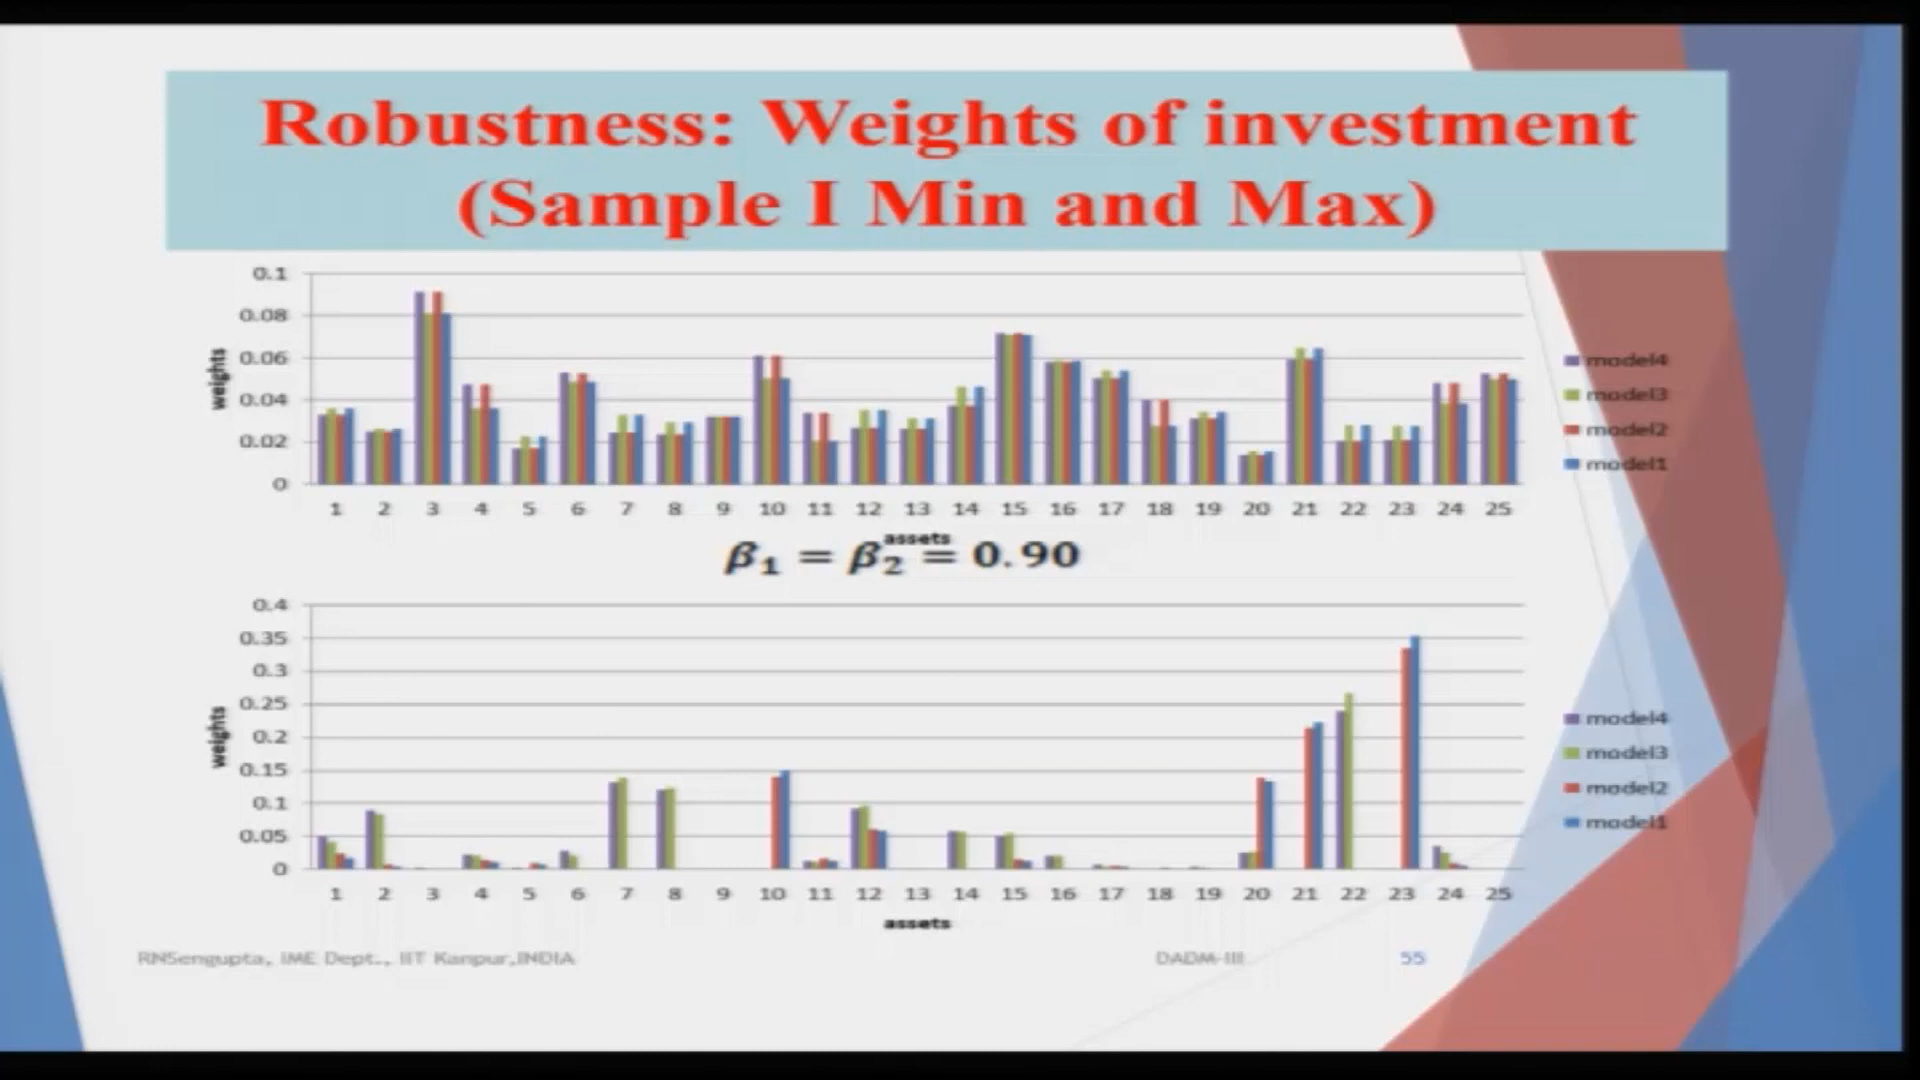 Robustness: Weights of investment
(Sample I Min and Max)
0.1
0.08
0.06
0.04
0.02
0
weights
1 2 3 4 5 6 7 8 9 10 11 12 13 14 15 16 17 18 19 20 21 22 23 24 25
assets
model4
model3
model2
model1
β₁ = β₂ = 0.90
0.4
0.35
0.3
0.25
0.2
0.15
0.1
0.05
0
weights
1 2 3 4 5 6 7 8 9 10 11 12 13 14 15 16 17 18 19 20 21 22 23 24 25
assets
model4
model3
model2
model1
RNSengupta, IME Dept., IIT Kanpur,INDIA DADM-III 55